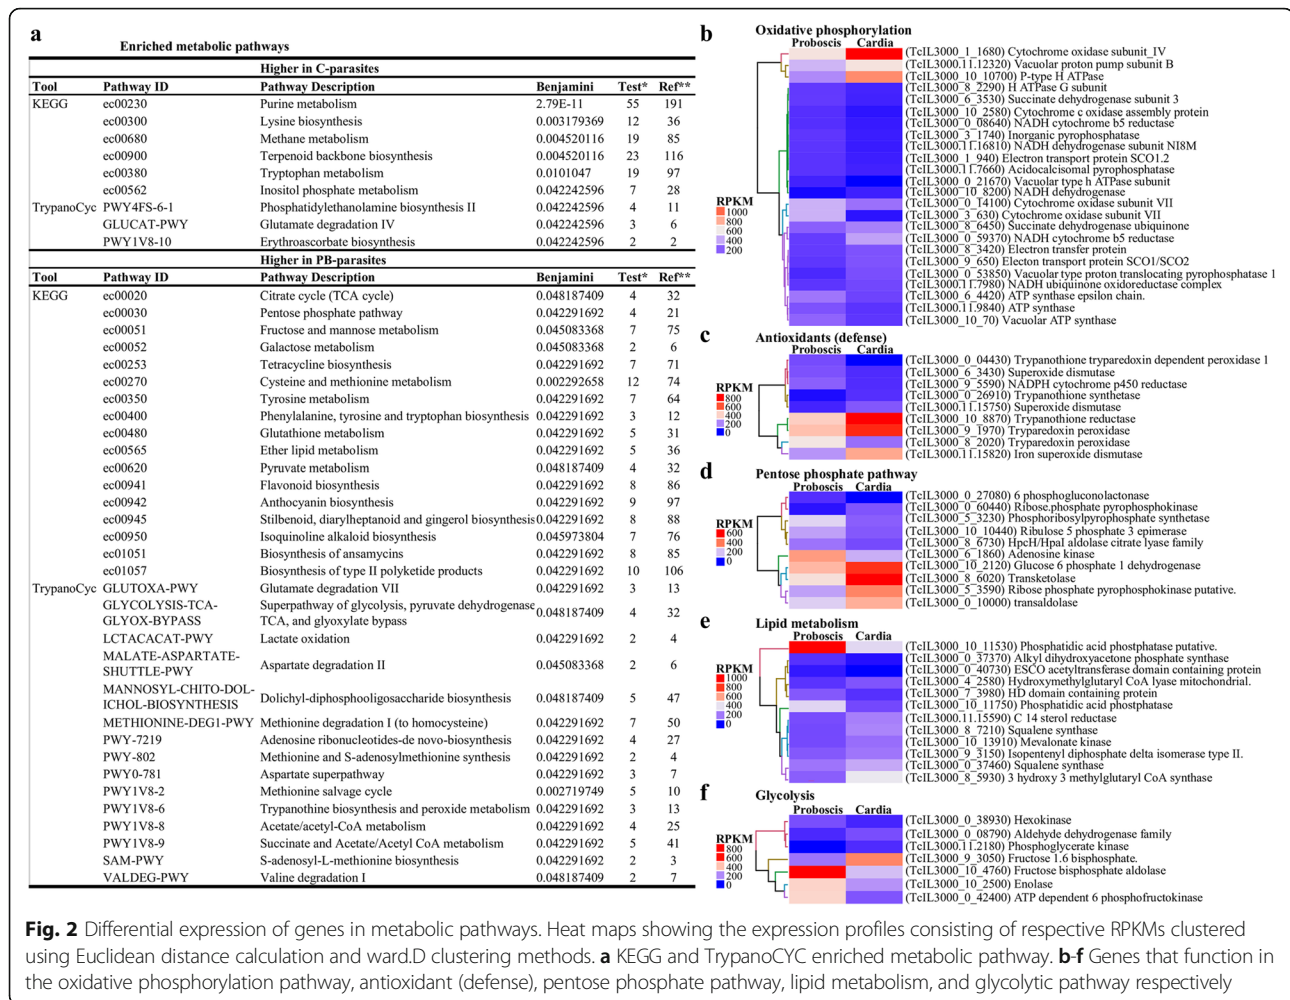 a
Enriched metabolic pathways
Higher in C-parasites
Tool Pathway ID Pathway Description Benjamini Test* Ref**
KEGG ec00230 Purine metabolism 2.79E-11 55 191
ec00300 Lysine biosynthesis 0.003179369 12 36
ec00680 Methane metabolism 0.004520116 19 85
ec00900 Terpenoid backbone biosynthesis 0.004520116 23 116
ec00380 Tryptophan metabolism 0.0101047 19 97
ec00562 Inositol phosphate metabolism 0.042242596 7 28
TrypanoCyc PWY4FS-6-1 Phosphatidylethanolamine biosynthesis II 0.042242596 4 11
GLUCAT-PWY Glutamate degradation IV 0.042242596 3 6
PWY1V8-10 Erythroascorbate biosynthesis 0.042242596 2 2
Higher in PB-parasites
Tool Pathway ID Pathway Description Benjamini Test* Ref**
KEGG ec00020 Citrate cycle (TCA cycle) 0.048187409 4 32
ec00030 Pentose phosphate pathway 0.042291692 4 21
ec00051 Fructose and mannose metabolism 0.045083368 7 75
ec00052 Galactose metabolism 0.045083368 2 6
ec00253 Tetracycline biosynthesis 0.042291692 7 71
ec00270 Cysteine and methionine metabolism 0.002292658 12 74
ec00350 Tyrosine metabolism 0.042291692 7 64
ec00400 Phenylalanine, tyrosine and tryptophan biosynthesis 0.042291692 3 12
ec00480 Glutathione metabolism 0.042291692 5 31
ec00565 Ether lipid metabolism 0.042291692 5 36
ec00620 Pyruvate metabolism 0.048187409 4 32
ec00941 Flavonoid biosynthesis 0.042291692 8 86
ec00942 Anthocyanin biosynthesis 0.042291692 9 97
ec00945 Stilbenoid, diarylheptanoid and gingerol biosynthesis 0.042291692 8 88
ec00950 Isoquinoline alkaloid biosynthesis 0.045973804 7 76
ec01051 Biosynthesis of ansamycins 0.042291692 8 85
ec01057 Biosynthesis of type II polyketide products 0.042291692 10 106
TrypanoCyc GLUTOXA-PWY Glutamate degradation VII 0.042291692 3 13
GLYCOLYSIS-TCA- Superpathway of glycolysis, pyruvate dehydrogenase
GLYOX-BYPASS TCA, and glyoxylate bypass 0.048187409 4 32
LCTACACAT-PWY Lactate oxidation 0.042291692 2 4
MALATE-ASPARTATE-
SHUTTLE-PWY Aspartate degradation II 0.045083368 2 6
MANNOSYL-CHITO-DOL-
ICHOL-BIOSYNTHESIS Dolichyl-diphosphooligosaccharide biosynthesis 0.048187409 5 47
METHIONINE-DEG1-PWY Methionine degradation I (to homocysteine) 0.042291692 7 50
PWY-7219 Adenosine ribonucleotides-de novo-biosynthesis 0.042291692 4 27
PWY-802 Methionine and S-adenosylmethionine synthesis 0.042291692 2 4
PWY0-781 Aspartate superpathway 0.042291692 3 7
PWY1V8-2 Methionine salvage cycle 0.002719749 5 10
PWY1V8-6 Trypanothione biosynthesis and peroxide metabolism 0.042291692 3 13
PWY1V8-8 Acetate/acetyl-CoA metabolism 0.042291692 4 25
PWY1V8-9 Succinate and Acetate/Acetyl CoA metabolism 0.042291692 5 41
SAM-PWY S-adenosyl-L-methionine biosynthesis 0.042291692 2 3
VALDEG-PWY Valine degradation I 0.048187409 2 7
b
Oxidative phosphorylation
Proboscis Cardia
(TcIL3000_1_1680) Cytochrome oxidase subunit_IV
(TcIL3000.11.12320) Vacuolar proton pump subunit B
(TcIL3000_10_10700) P-type H ATPase
(TcIL3000_8_2290) H ATPase G subunit
(TcIL3000_6_3530) Succinate dehydrogenase subunit 3
(TcIL3000_10_2580) Cytochrome c oxidase assembly protein
(TcIL3000_0_08640) NADH cytochrome b5 reductase
(TcIL3000_3_1740) Inorganic pyrophosphatase
(TcIL3000.11.16810) NADH dehydrogenase subunit NI8M
(TcIL3000_1_940) Electron transport protein SCO1.2
(TcIL3000.11.7660) Acidocalcisomal pyrophosphatase
(TcIL3000_0_21670) Vacuolar type h ATPase subunit
(TcIL3000_10_8200) NADH dehydrogenase
(TcIL3000_0_14100) Cytochrome oxidase subunit VII
(TcIL3000_3_630) Cytochrome oxidase subunit VII
(TcIL3000_8_6450) Succinate dehydrogenase ubiquinone
(TcIL3000_0_59370) NADH cytochrome b5 reductase
(TcIL3000_8_3420) Electron transfer protein
(TcIL3000_9_650) Electon transport protein SCO1/SCO2
(TcIL3000_0_53850) Vacuolar type proton translocating pyrophosphatase 1
(TcIL3000.11.7980) NADH ubiquinone oxidoreductase complex
(TcIL3000_6_4420) ATP synthase epsilon chain.
(TcIL3000.11.9840) ATP synthase
(TcIL3000_10_70) Vacuolar ATP synthase
RPKM
1000
800
600
400
200
c
Antioxidants (defense)
Proboscis Cardia
(TcIL3000_0_04430) Trypanothione tryparedoxin dependent peroxidase 1
(TcIL3000_6_3430) Superoxide dismutase
(TcIL3000_9_5590) NADPH cytochrome p450 reductase
(TcIL3000_0_26910) Trypanothione synthetase
(TcIL3000.11.15750) Superoxide dismutase
(TcIL3000_10_8870) Trypanothione reductase
(TcIL3000_9_1970) Tryparedoxin peroxidase
(TcIL3000_8_2020) Tryparedoxin peroxidase
(TcIL3000.11.15820) Iron superoxide dismutase
RPKM
800
600
400
200
0
d
Pentose phosphate pathway
Proboscis Cardia
(TcIL3000_0_27080) 6 phosphogluconolactonase
(TcIL3000_0_60440) Ribose.phosphate pyrophosphokinase
(TcIL3000_5_3230) Phosphoribosylpyrophosphate synthetase
(TcIL3000_10_10440) Ribulose 5 phosphate 3 epimerase
(TcIL3000_8_6730) HpcH/HpaI aldolase citrate lyase family
(TcIL3000_6_1860) Adenosine kinase
(TcIL3000_10_2120) Glucose 6 phosphate 1 dehydrogenase
(TcIL3000_8_6020) Transketolase
(TcIL3000_5_3590) Ribose phosphate pyrophosphokinase putative.
(TcIL3000_0_10000) transaldolase
RPKM
600
400
200
0
e
Lipid metabolism
Proboscis Cardia
(TcIL3000_10_11530) Phosphatidic acid phostphatase putative.
(TcIL3000_0_37370) Alkyl dihydroxyacetone phosphate synthase
(TcIL3000_0_40730) ESCO acetyltransferase domain containing protein
(TcIL3000_4_2580) Hydroxymethylglutaryl CoA lyase mitochondrial.
(TcIL3000_7_3980) HD domain containing protein
(TcIL3000_10_11750) Phosphatidic acid phostphatase
(TcIL3000.11.15590) C 14 sterol reductase
(TcIL3000_8_7210) Squalene synthase
(TcIL3000_10_13910) Mevalonate kinase
(TcIL3000_9_3150) Isopentenyl diphosphate delta isomerase type II.
(TcIL3000_0_37460) Squalene synthase
(TcIL3000_8_5930) 3 hydroxy 3 methylglutaryl CoA synthase
RPKM
1000
800
600
400
200
0
f
Glycolysis
Proboscis Cardia
(TcIL3000_0_38930) Hexokinase
(TcIL3000_0_08790) Aldehyde dehydrogenase family
(TcIL3000.11.2180) Phosphoglycerate kinase
(TcIL3000_9_3050) Fructose 1.6 bisphosphate.
(TcIL3000_10_4760) Fructose bisphosphate aldolase
(TcIL3000_10_2500) Enolase
(TcIL3000_0_42400) ATP dependent 6 phosphofructokinase
RPKM
800
600
400
200
0
Fig. 2 Differential expression of genes in metabolic pathways. Heat maps showing the expression profiles consisting of respective RPKMs clustered
using Euclidean distance calculation and ward.D clustering methods. a KEGG and TrypanoCYC enriched metabolic pathway. b-f Genes that function in
the oxidative phosphorylation pathway, antioxidant (defense), pentose phosphate pathway, lipid metabolism, and glycolytic pathway respectively